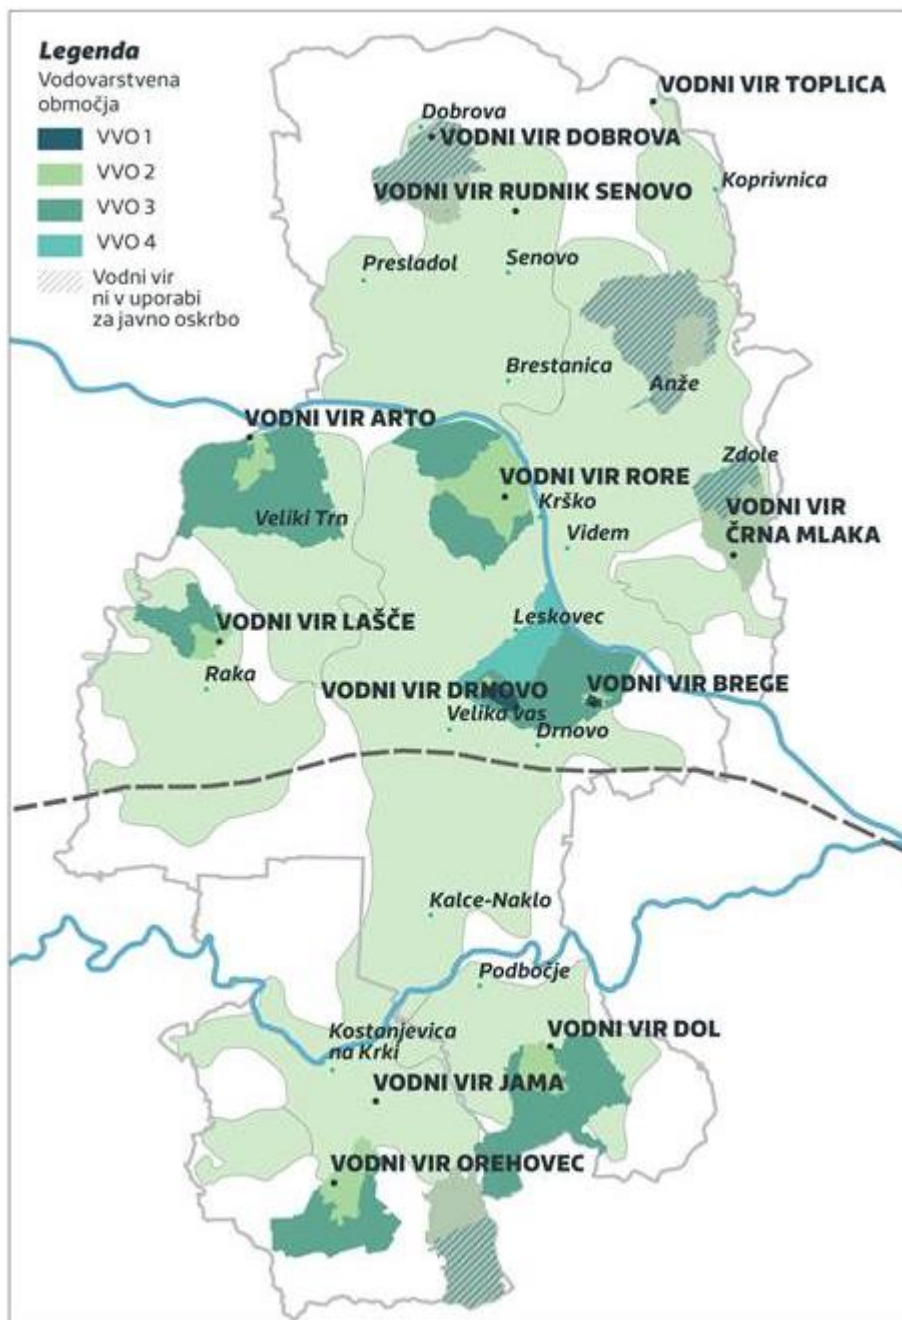 Legenda
Vodovarstvena
območja
VVO 1
VVO 2
VVO 3
VVO 4
Vodni vir
ni v uporabi
za javno oskrbo
VODNI VIR TOPLICA
Dobrova
VODNI VIR DOBROVA
Koprivnica
VODNI VIR RUDNIK SENOVO
Presladol
Senovo
Brestanica
Anže
VODNI VIR ARTO
Zdole
VODNI VIR RORE
Krško
Veliki Trn
VODNI VIR
ČRNA MLAKA
Videm
Leskovec
VODNI VIR LAŠČE
Raka
VODNI VIR DRNOVO
VODNI VIR BREGE
Velika vas
Drnovo
Kalce-Naklo
Podbočje
Kostanjevica
na Krki
VODNI VIR DOL
VODNI VIR JAMA
VODNI VIR OREHOVEC